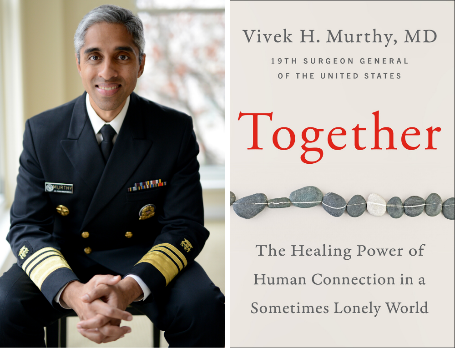 MURTHY
Vivek H. Murthy, MD
19TH SURGEON GENERAL
OF THE UNITED STATES
Together
The Healing Power of
Human Connection in a
Sometimes Lonely World